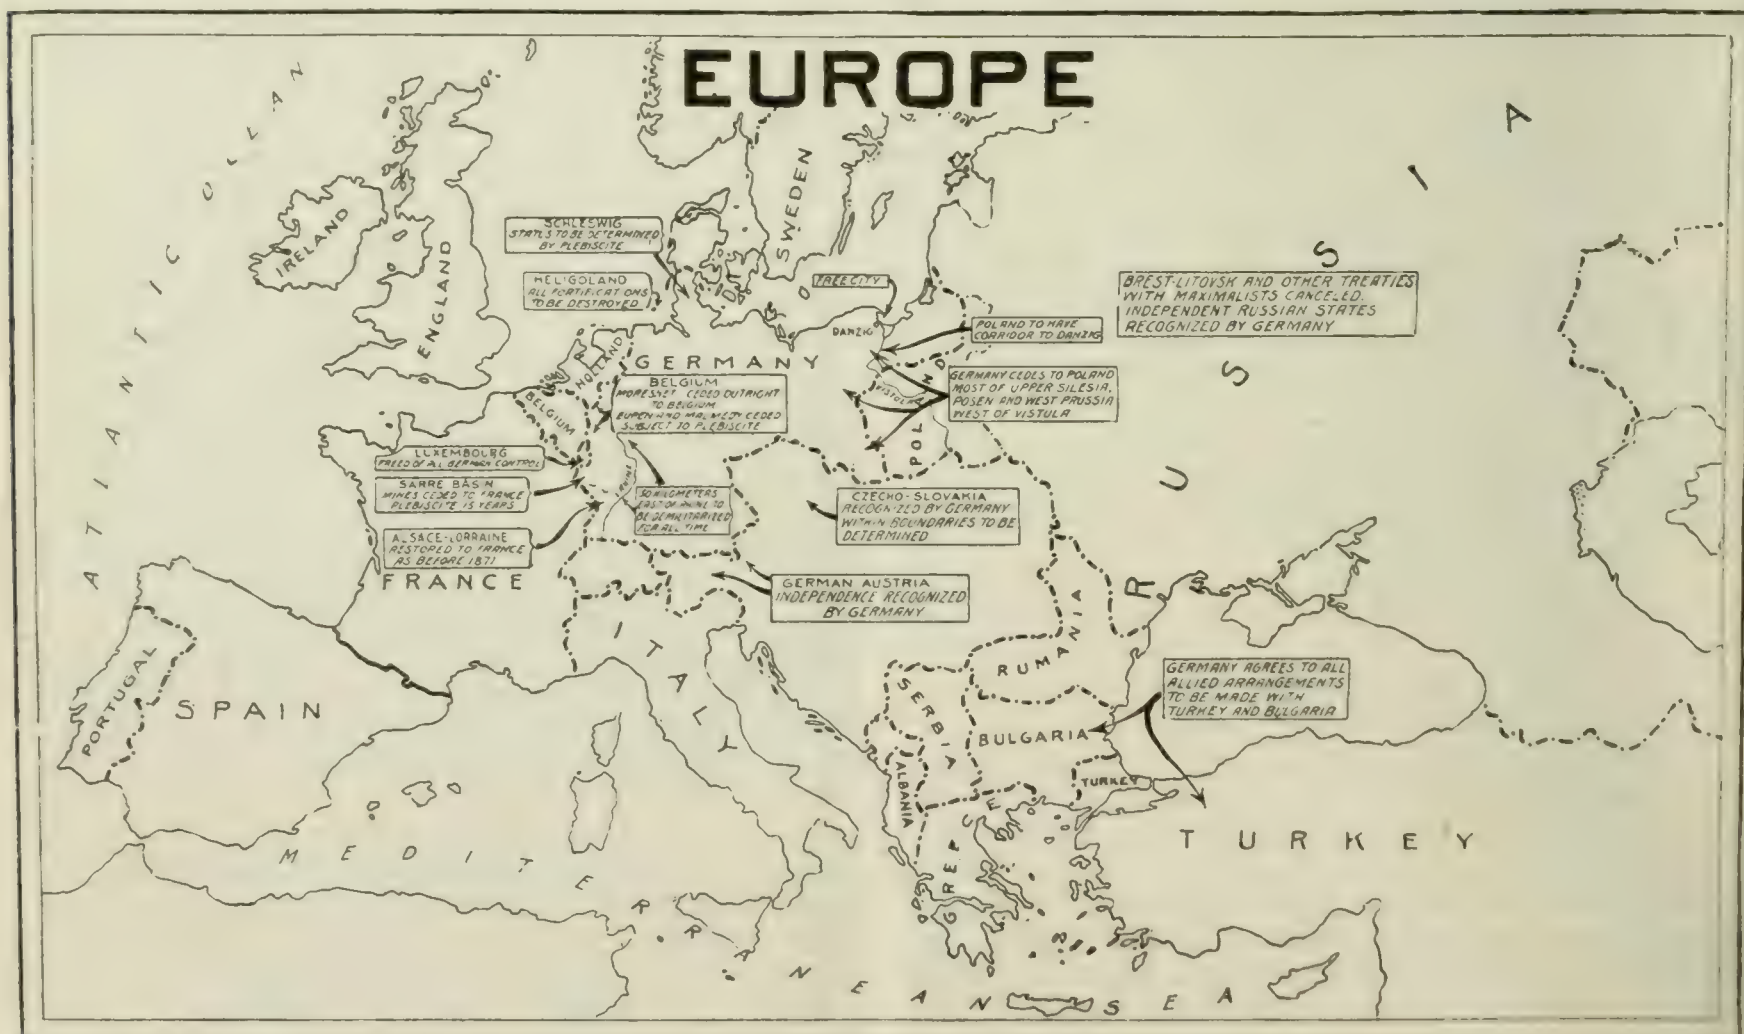 EUROPE
ATLANTIC OCEAN
IRELAND
ENGLAND
SWEDEN
RUSSIA
SCHLESWIG
STATUS TO BE DETERMINED
BY PLEBISCITE
HELIGOLAND
ALL FORTIFICATIONS
TO BE DESTROYED
FREE CITY
DANZIG
POLAND TO HAVE
CORRIDOR TO DANZIG
BREST-LITOVSK AND OTHER TREATIES
WITH MAXIMALISTS CANCELED.
INDEPENDENT RUSSIAN STATES
RECOGNIZED BY GERMANY
HOLLAND
GERMANY
BELGIUM
BELGIUM
MORESNET CEDED OUTRIGHT
TO BELGIUM
EUPEN AND MALMEDY CEDED
SUBJECT TO PLEBISCITE
GERMANY CEDES TO POLAND
MOST OF UPPER SILESIA,
POSEN AND WEST PRUSSIA
WEST OF VISTULA
VISTULA
POLAND
LUXEMBOURG
FREED OF ALL GERMAN CONTROL
SARRE BASIN
MINES CEDED TO FRANCE
PLEBISCITE 15 YEARS
ALSACE-LORRAINE
RESTORED TO FRANCE
AS BEFORE 1871
RHINE
50 KILOMETERS
EAST OF RHINE TO
BE DEMILITARIZED
FOR ALL TIME
CZECHO-SLOVAKIA
RECOGNIZED BY GERMANY
WITHIN BOUNDARIES TO BE
DETERMINED
FRANCE
GERMAN AUSTRIA
INDEPENDENCE RECOGNIZED
BY GERMANY
ITALY
RUMANIA
SERBIA
BULGARIA
GERMANY AGREES TO ALL
ALLIED ARRANGEMENTS
TO BE MADE WITH
TURKEY AND BULGARIA
PORTUGAL
SPAIN
ALBANIA
TURKEY
GREECE
TURKEY
MEDITERRANEAN SEA